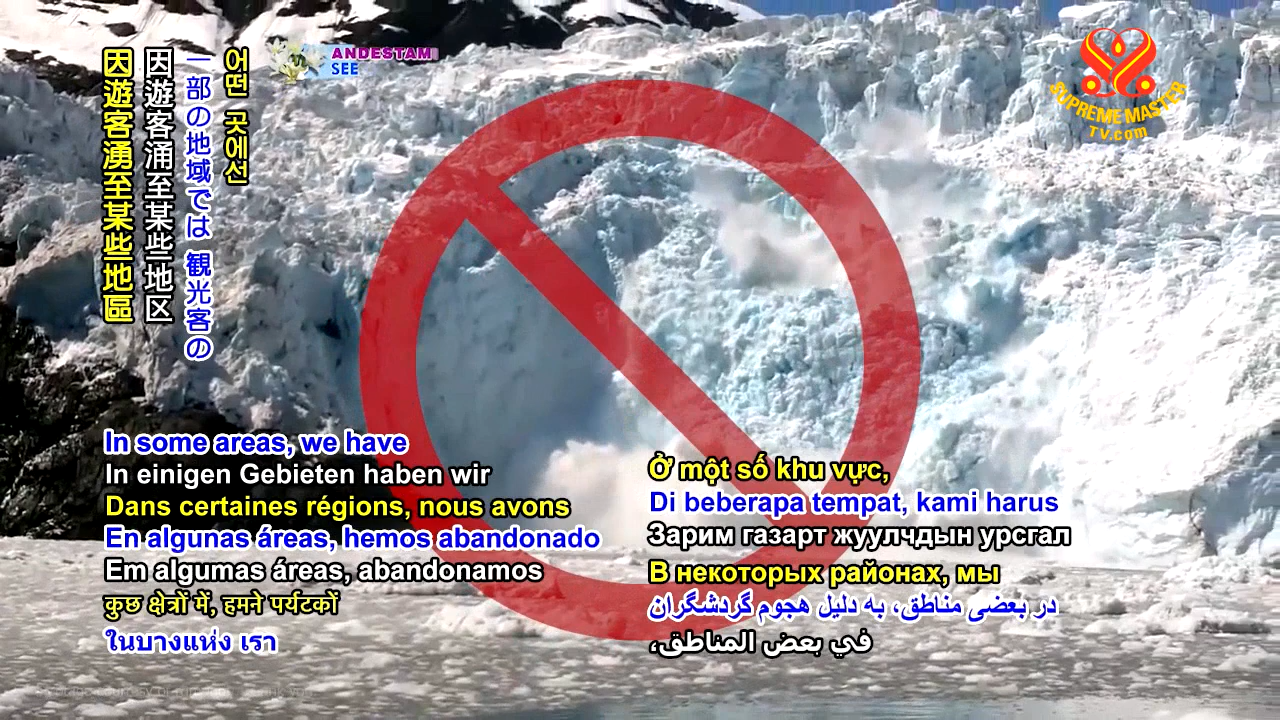 因遊客湧至某些地區
因遊客涌至某些地区
一部の地域では 観光客の
어떤 곳에선
ANDESTAM
SEE
SUPREME MASTER
TV.com
In some areas, we have
In einigen Gebieten haben wir
Dans certaines régions, nous avons
En algunas áreas, hemos abandonado
Em algumas áreas, abandonamos
कुछ क्षेत्रों में, हमने पर्यटकों
ในบางแห่ง เรา
Ở một số khu vực,
Di beberapa tempat, kami harus
Зарим газарт жуулчдын урсгал
В некоторых районах, мы
در بعضی مناطق، به دلیل هجوم گردشگران
في بعض المناطق،